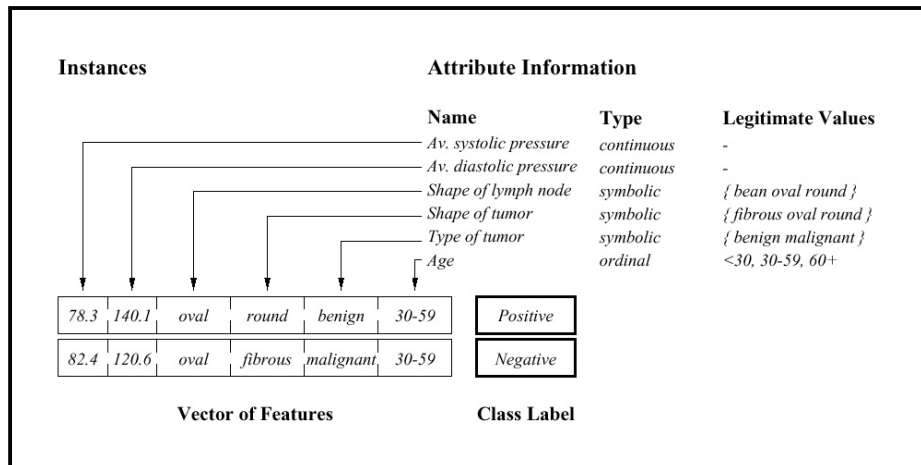 Instances Attribute Information
Name Type Legitimate Values
Av. systolic pressure continuous -
Av. diastolic pressure continuous -
Shape of lymph node symbolic { bean oval round }
Shape of tumor symbolic { fibrous oval round }
Type of tumor symbolic { benign malignant }
Age ordinal <30, 30-59, 60+
78.3 140.1 oval round benign 30-59 Positive
82.4 120.6 oval fibrous malignant 30-59 Negative
Vector of Features Class Label